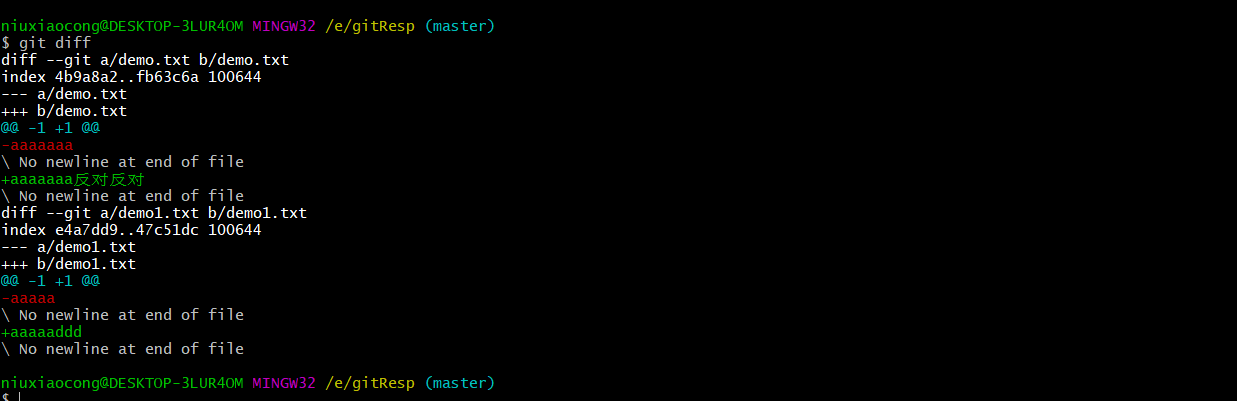 niuxiaocong@DESKTOP-3LUR4OM MINGW32 /e/gitResp (master)
$ git diff
diff --git a/demo.txt b/demo.txt
index 4b9a8a2..fb63c6a 100644
--- a/demo.txt
+++ b/demo.txt
@@ -1 +1 @@
-aaaaaaa
\ No newline at end of file
+aaaaaaa反对反对
\ No newline at end of file
diff --git a/demo1.txt b/demo1.txt
index e4a7dd9..47c51dc 100644
--- a/demo1.txt
+++ b/demo1.txt
@@ -1 +1 @@
-aaaaa
\ No newline at end of file
+aaaaaddd
\ No newline at end of file
niuxiaocong@DESKTOP-3LUR4OM MINGW32 /e/gitResp (master)
$